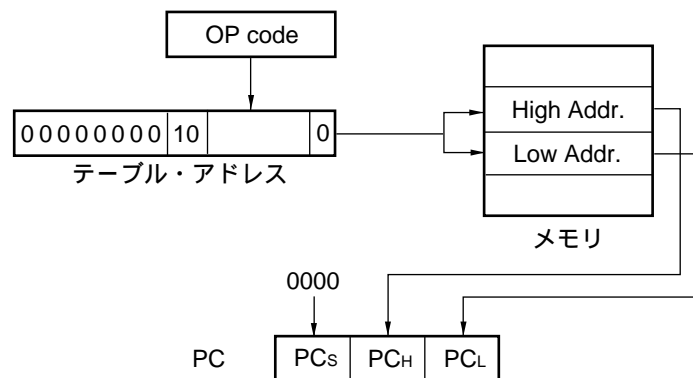 OP code
00000000 10 0
テーブル・アドレス
High Addr.
Low Addr.
メモリ
0000
PC PCS PCH PCL